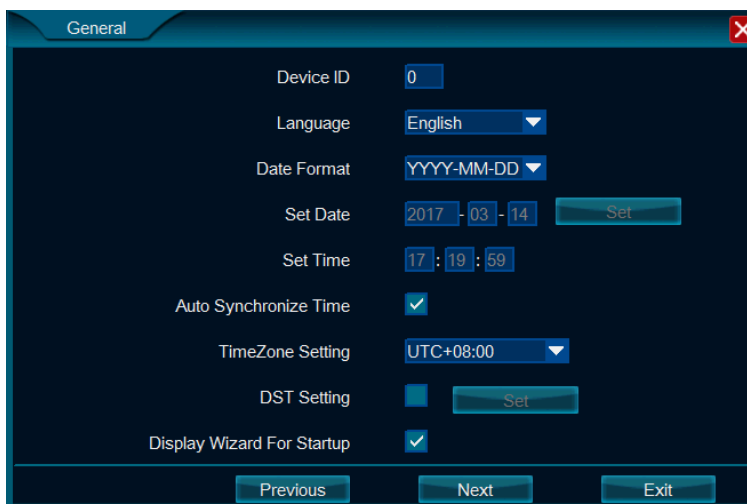 General
Device ID 0
Language English
Date Format YYYY-MM-DD
Set Date 2017 - 03 - 14 Set
Set Time 17 : 19 : 59
Auto Synchronize Time
TimeZone Setting UTC+08:00
DST Setting Set
Display Wizard For Startup
Previous Next Exit